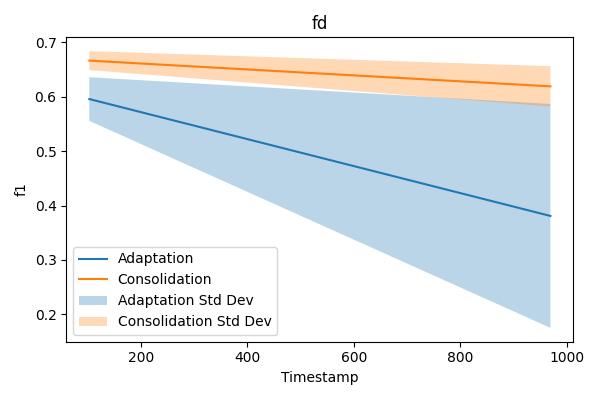 fd
f1
0.7
0.6
0.5
0.4
0.3
0.2
Adaptation
Consolidation
Adaptation Std Dev
Consolidation Std Dev
200
400
600
800
1000
Timestamp